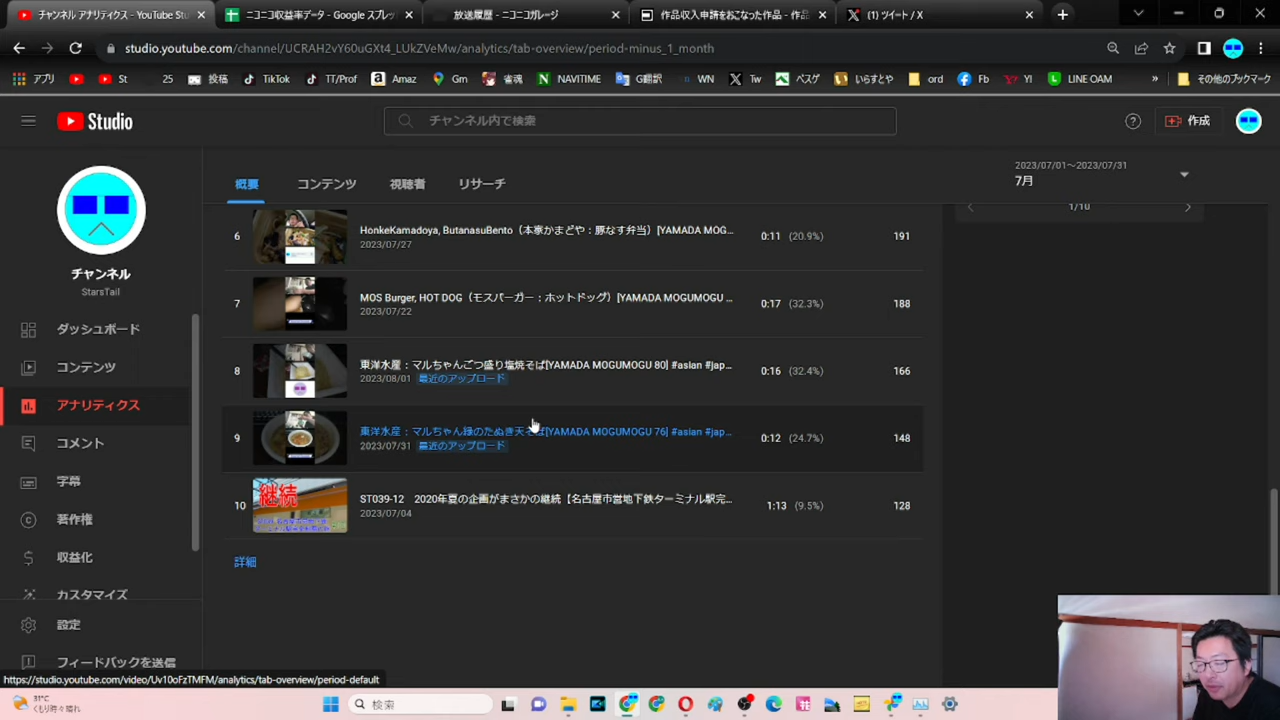 チャンネル アナリティクス - YouTube Stu
ニコニコ収益率データ - Google スプレッ
放送履歴 - ニコニコガレージ
作品収入申請をおこなった作品 - 作品
(1) ツイート / X
studio.youtube.com/channel/UCRAH2vY60uGXt4_LUkZVeMw/analytics/tab-overview/period-minus_1_month
アプリ St 25 投稿 TikTok TT/Prof Amaz Gm 雀魂 NAVITIME G翻訳 WN Tw ベスゲ いらすとや ord Fb Y! LINE OAM » その他のブックマーク
Studio
チャンネル内で検索
作成
概要 コンテンツ 視聴者 リサーチ
2023/07/01～2023/07/31
7月
チャンネル
StarsTail
ダッシュボード
コンテンツ
アナリティクス
コメント
字幕
著作権
収益化
カスタマイズ
設定
フィードバックを送信
1/10
6 HonkeKamadoya, ButanasuBento（本家かまどや：豚なす弁当）[YAMADA MOG... 0:11 (20.9%) 191
2023/07/27
7 MOS Burger, HOT DOG（モスバーガー：ホットドッグ）[YAMADA MOGUMOGU ... 0:17 (32.3%) 188
2023/07/22
8 東洋水産：マルちゃんごつ盛り塩焼そば[YAMADA MOGUMOGU 80] #asian #jap... 0:16 (32.4%) 166
2023/08/01 最近のアップロード
9 東洋水産：マルちゃん緑のたぬき天そば[YAMADA MOGUMOGU 76] #asian #jap... 0:12 (24.7%) 148
2023/07/31 最近のアップロード
継続
10 ST039-12 2020年夏の企画がまさかの継続【名古屋市営地下鉄ターミナル駅完... 1:13 (9.5%) 128
2023/07/04
詳細
https://studio.youtube.com/video/Uv10oFzTMFM/analytics/tab-overview/period-default
31°C
くもり時々晴れ
検索